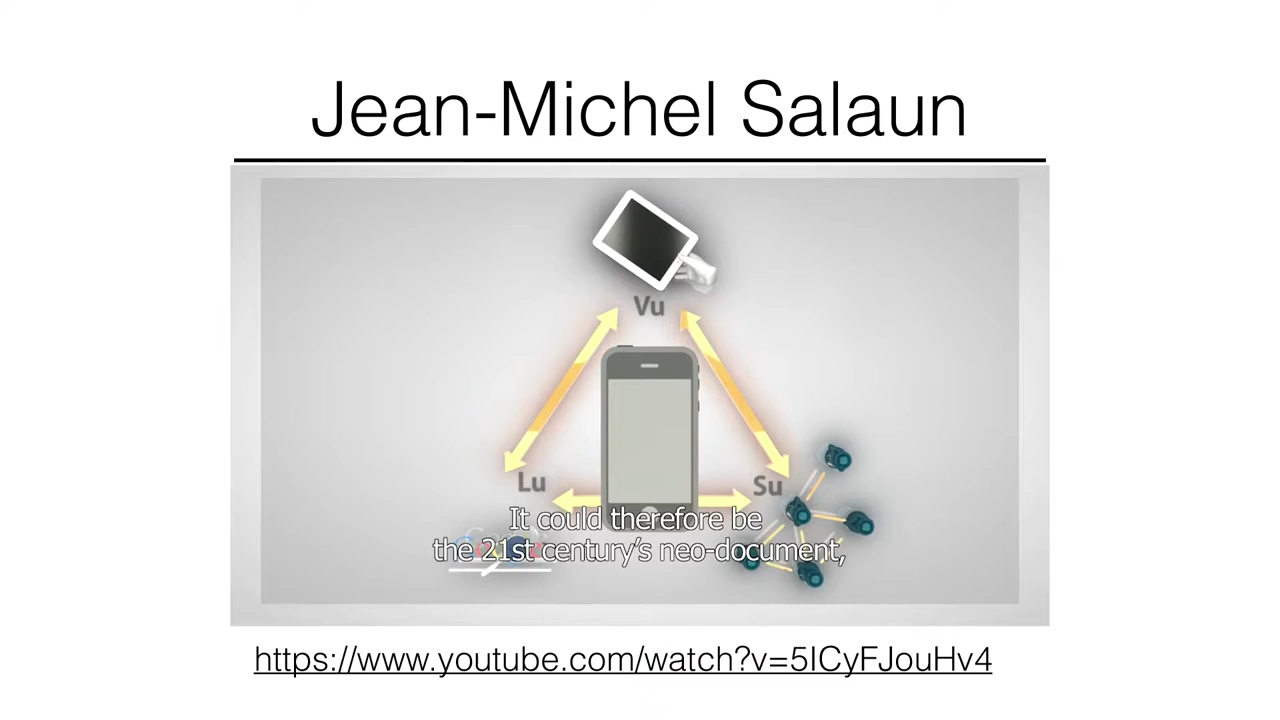 Jean-Michel Salaun
Vu
Lu
Su
It could therefore be
the 21st century's neo-document,
https://www.youtube.com/watch?v=5ICyFJouHv4